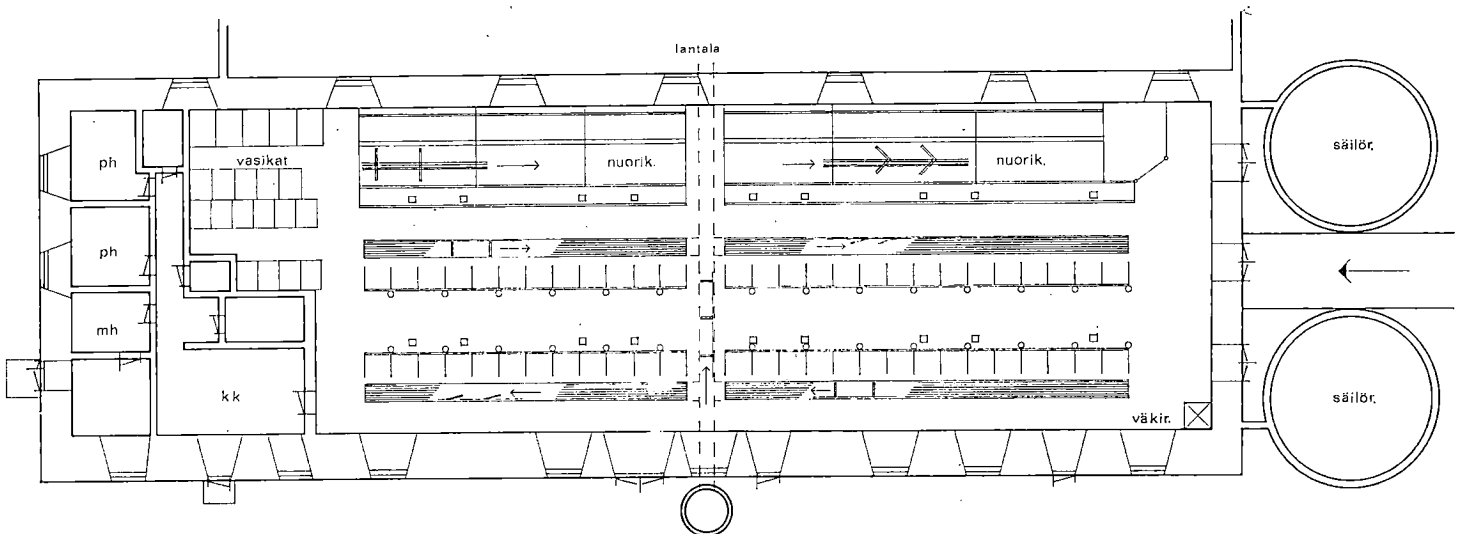 lantala
ph
vasikat
nuorik.
nuorik.
säilör.
ph
mh
kk
väkir.
säilör.